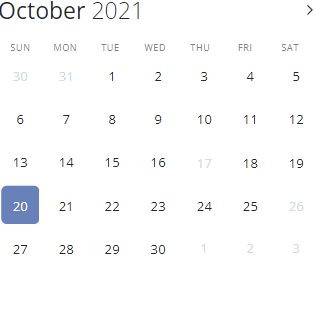 October 2021
SUN MON TUE WED THU FRI SAT
30 31 1 2 3 4 5
6 7 8 9 10 11 12
13 14 15 16 17 18 19
20 21 22 23 24 25 26
27 28 29 30 1 2 3